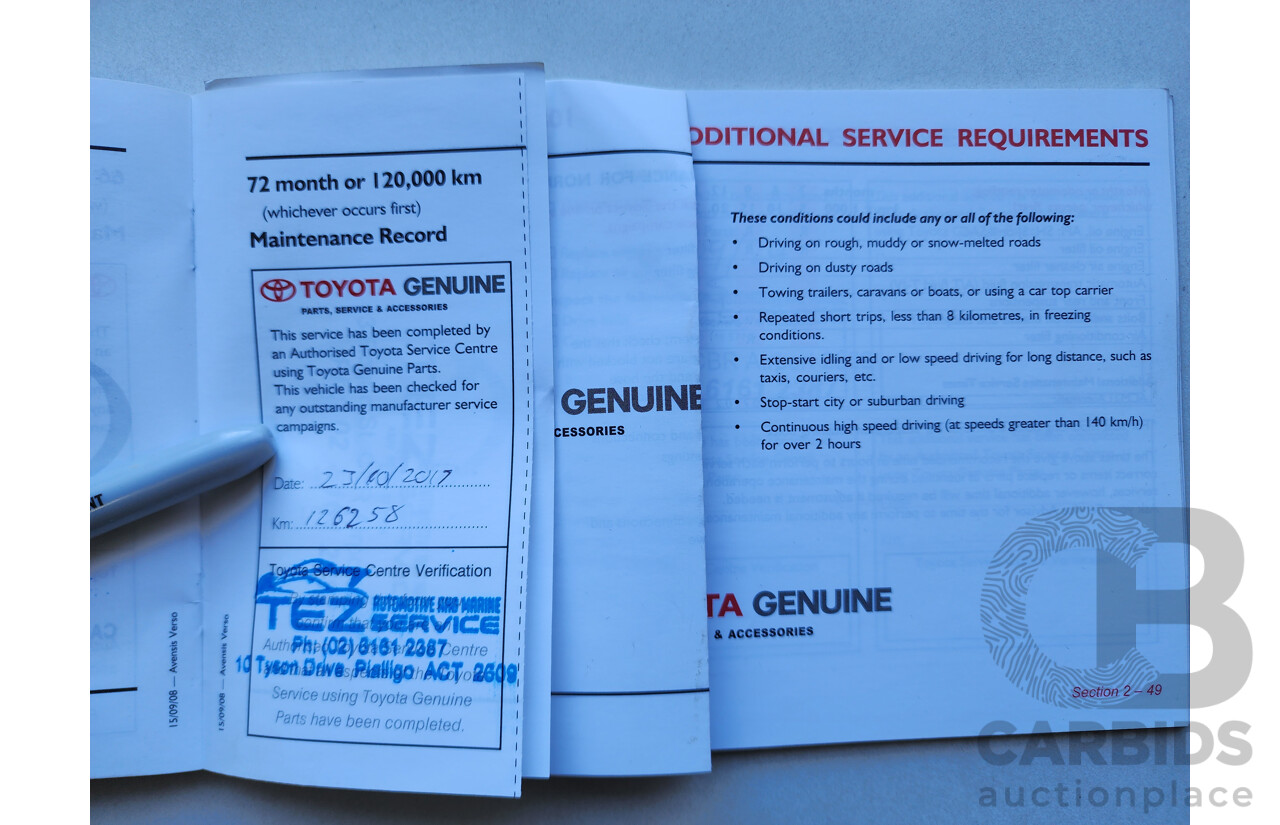 72 month or 120,000 km
(whichever occurs first)
Maintenance Record
TOYOTA GENUINE
PARTS, SERVICE & ACCESSORIES
This service has been completed by
an Authorised Toyota Service Centre
using Toyota Genuine Parts.
This vehicle has been checked for
any outstanding manufacturer service
campaigns.
Date: 23/10/2017
Km: 126258
Toyota Service Centre Verification
TEZ AUTOMOTIVE AND MARINE
SERVICE
Ph: (02) 6161 2387
10 Tyson Drive Pialligo ACT 2609
Service using Toyota Genuine
Parts have been completed.
15/09/08 — Avensis Verso
15/09/08 — Avensis Verso
NT
GENUINE
CESSORIES
DDITIONAL SERVICE REQUIREMENTS
These conditions could include any or all of the following:
• Driving on rough, muddy or snow-melted roads
• Driving on dusty roads
• Towing trailers, caravans or boats, or using a car top carrier
• Repeated short trips, less than 8 kilometres, in freezing
conditions.
• Extensive idling and or low speed driving for long distance, such as
taxis, couriers, etc.
• Stop-start city or suburban driving
• Continuous high speed driving (at speeds greater than 140 km/h)
for over 2 hours
TA GENUINE
& ACCESSORIES
Section 2 – 49
CB
CARBIDS
auctionplace